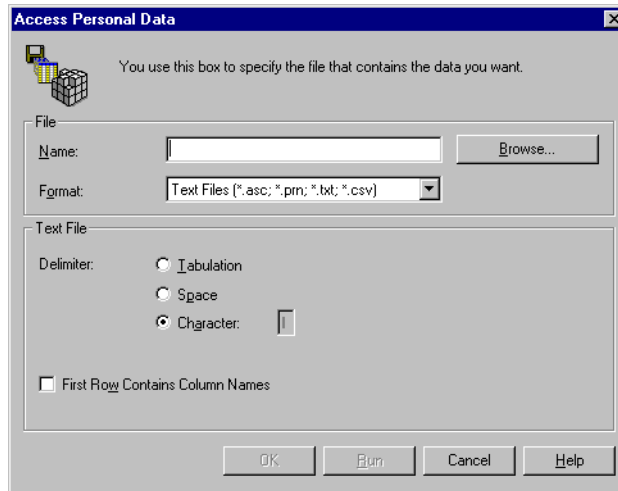 Access Personal Data
You use this box to specify the file that contains the data you want.
File
Name:
Browse...
Format:
Text Files (*.asc; *.prn; *.txt; *.csv)
Text File
Delimiter:
Tabulation
Space
Character:
First Row Contains Column Names
OK Run Cancel Help